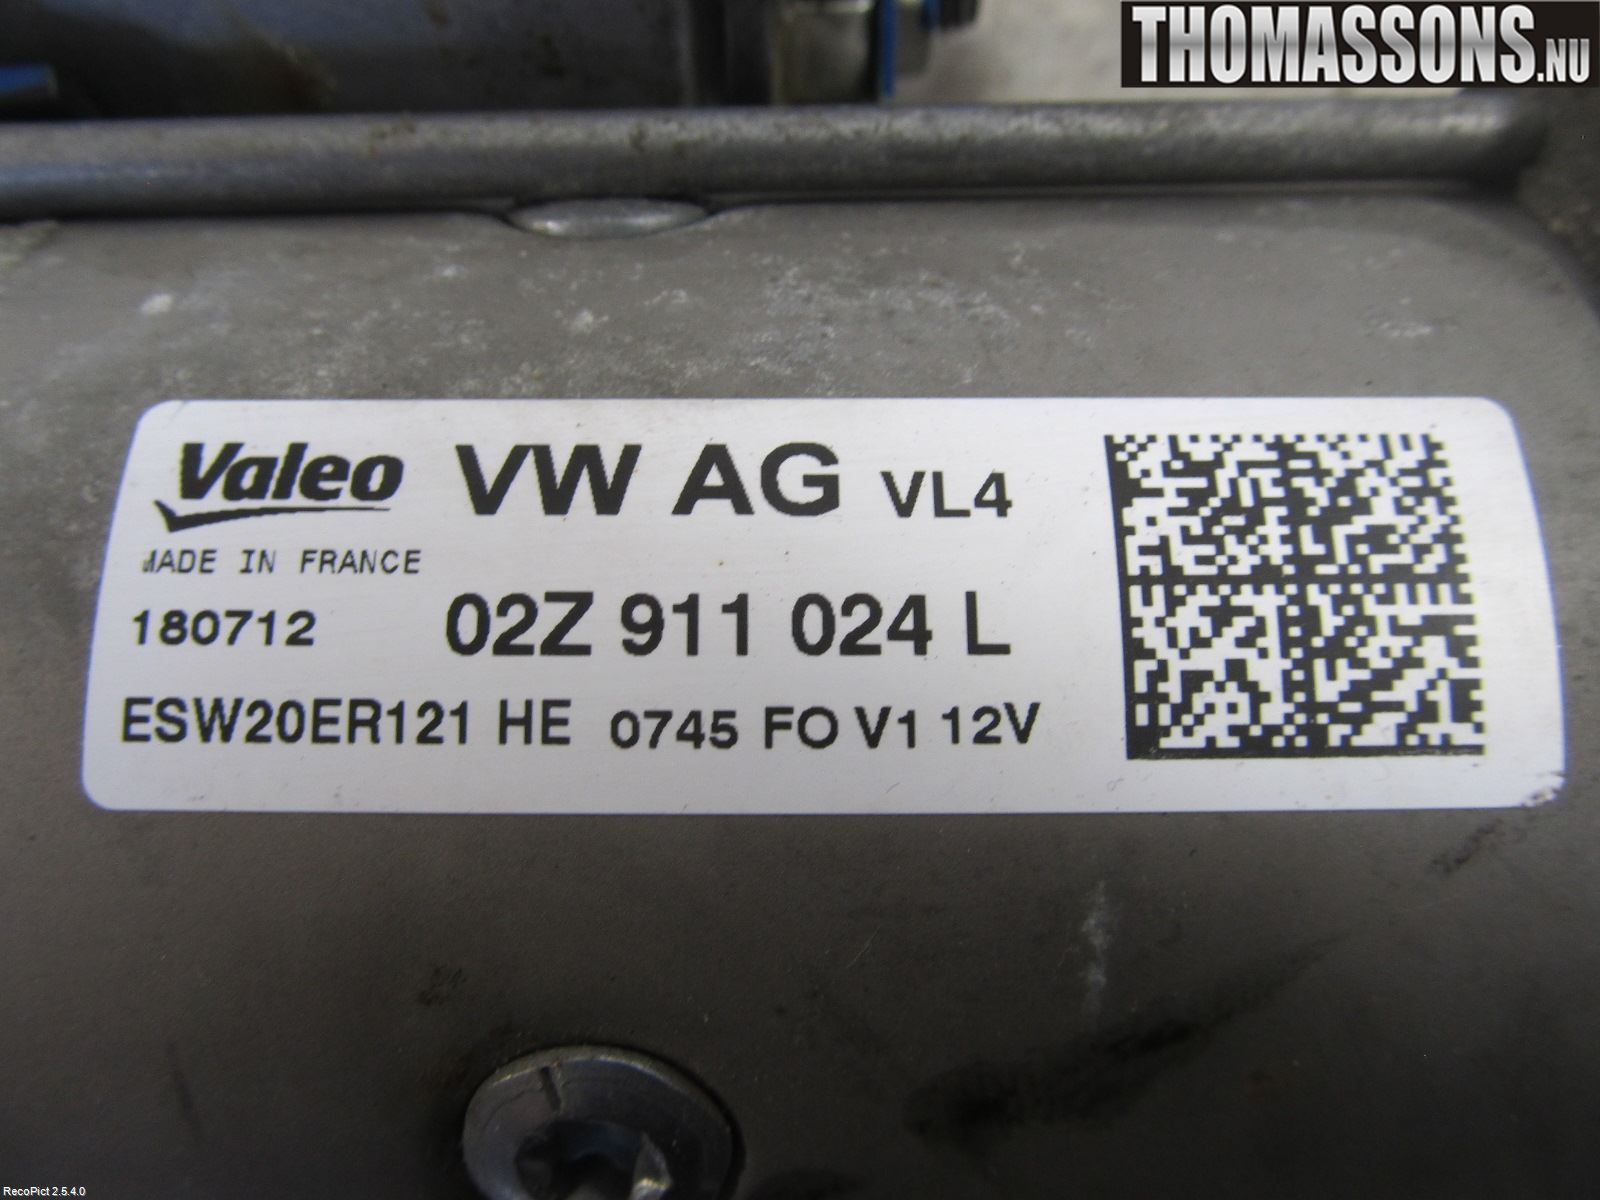 THOMASSONS.NU
Valeo VW AG VL4
MADE IN FRANCE
180712 02Z 911 024 L
ESW20ER121 HE 0745 FO V1 12V
RecoPict 2.5.4.0